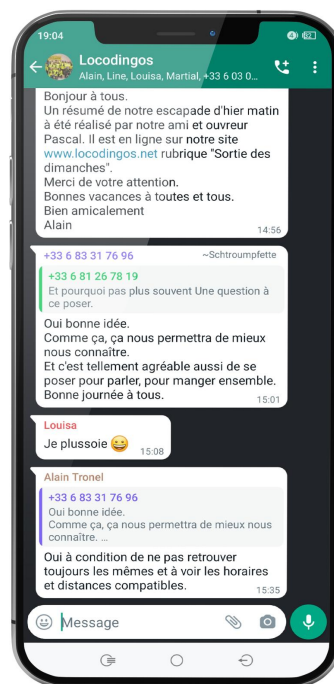 19:04
Locodingos
Alain, Line, Louisa, Martial, +33 6 03 0...
Bonjour à tous.
Un résumé de notre escapade d'hier matin
à été réalisé par notre ami et ouvreur
Pascal. Il est en ligne sur notre site
www.locodingos.net rubrique "Sortie des
dimanches".
Merci de votre attention.
Bonnes vacances à toutes et tous.
Bien amicalement
Alain
14:56
+33 6 83 31 76 96 ~Schtroumpfette
+33 6 81 26 78 19
Et pourquoi pas plus souvent Une question à
ce poser.
Oui bonne idée.
Comme ça, ça nous permettra de mieux
nous connaître.
Et c'est tellement agréable aussi de se
poser pour parler, pour manger ensemble.
Bonne journée à tous.
15:01
Louisa
Je plussoie 😄 15:08
Alain Tronel
+33 6 83 31 76 96
Oui bonne idée.
Comme ça, ça nous permettra de mieux nous
connaître. ...
Oui à condition de ne pas retrouver
toujours les mêmes et à voir les horaires
et distances compatibles.
15:35
Message